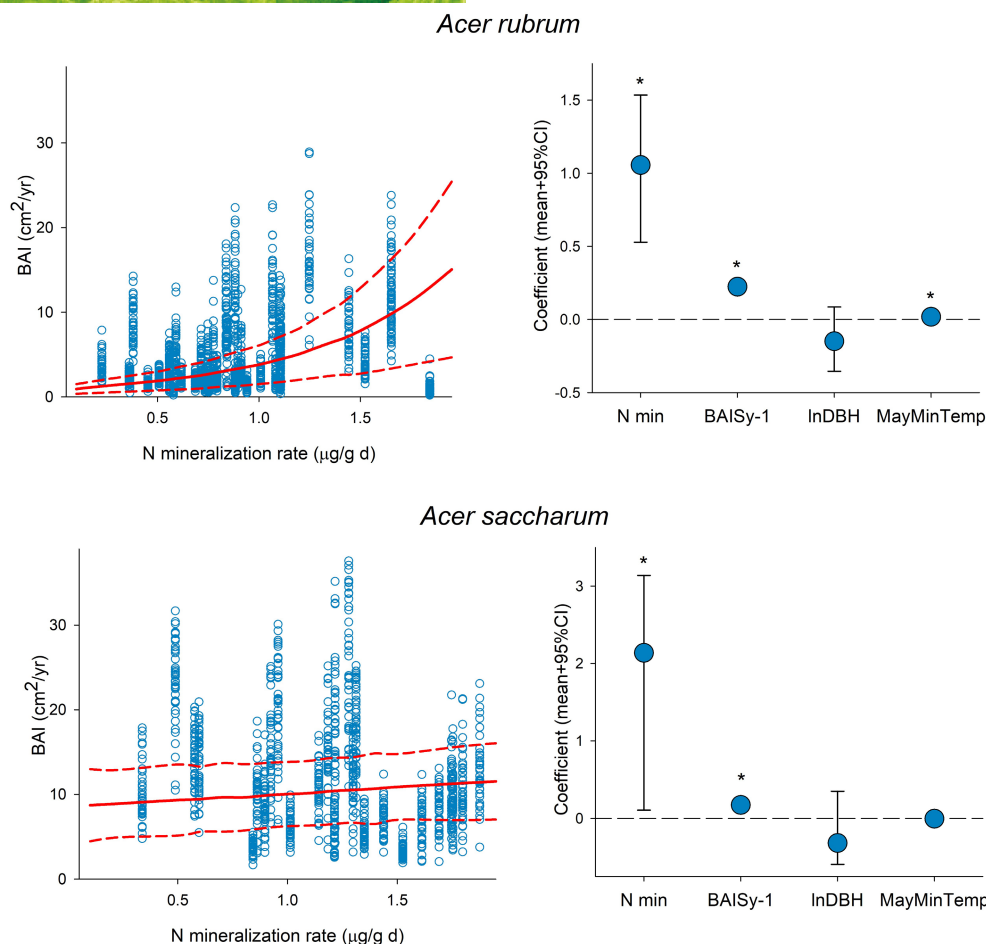 Acer rubrum
BAI (cm²/yr)
30
20
10
0
0.5 1.0 1.5
N mineralization rate (μg/g d)
Coefficient (mean+95%CI)
1.5
1.0
0.5
0.0
-0.5
* * *
N min BAISy-1 lnDBH MayMinTemp
Acer saccharum
BAI (cm²/yr)
30
20
10
0
0.5 1.0 1.5
N mineralization rate (μg/g d)
Coefficient (mean+95%CI)
3
2
1
0
* *
N min BAISy-1 lnDBH MayMinTemp